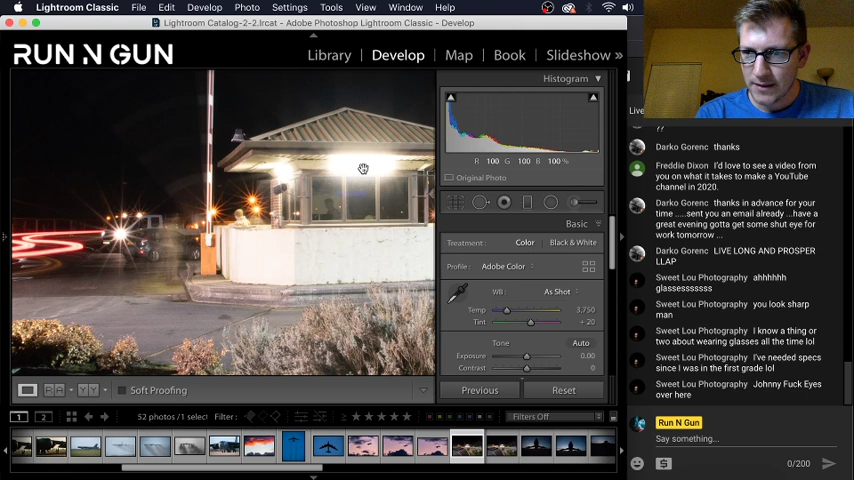 Lightroom Classic File Edit Develop Photo Settings Tools View Window Help
Lightroom Catalog-2-2.lrcat - Adobe Photoshop Lightroom Classic - Develop
RUN N GUN
Library | Develop | Map | Book | Slideshow »
Histogram
R 100 G 100 B 100 %
Original Photo
Basic
Treatment: Color Black & White
Profile: Adobe Color
WB: As Shot
Temp 3,750
Tint + 20
Tone Auto
Exposure 0.00
Contrast 0
Soft Proofing
Previous Reset
1 2 52 photos/1 select Filter: Filters Off
Live
??
Darko Gorenc thanks
Freddie Dixon I'd love to see a video from
you on what it takes to make a YouTube
channel in 2020.
Darko Gorenc thanks in advance for your
time .....sent you an email already ...have a
great evening gotta get some shut eye for
work tomorrow ...
Darko Gorenc LIVE LONG AND PROSPER
LLAP
Sweet Lou Photography ahhhhhh
glassesssssss
Sweet Lou Photography you look sharp
man
Sweet Lou Photography I know a thing or
two about wearing glasses all the time lol
Sweet Lou Photography I've needed specs
since I was in the first grade lol
Sweet Lou Photography Johnny Fuck Eyes
over here
Run N Gun
Say something...
0/200